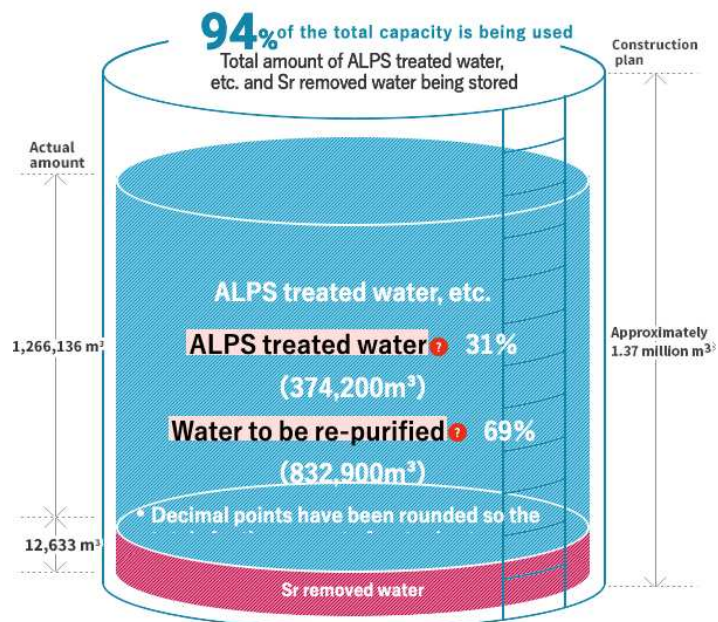 94% of the total capacity is being used
Total amount of ALPS treated water,
etc. and Sr removed water being stored
Construction
plan
Actual
amount
ALPS treated water, etc.
1,266,136 m³
ALPS treated water ? 31%
(374,200m³)
Approximately
1.37 million m³※
Water to be re-purified ? 69%
(832,900m³)
• Decimal points have been rounded so the
12,633 m³
Sr removed water